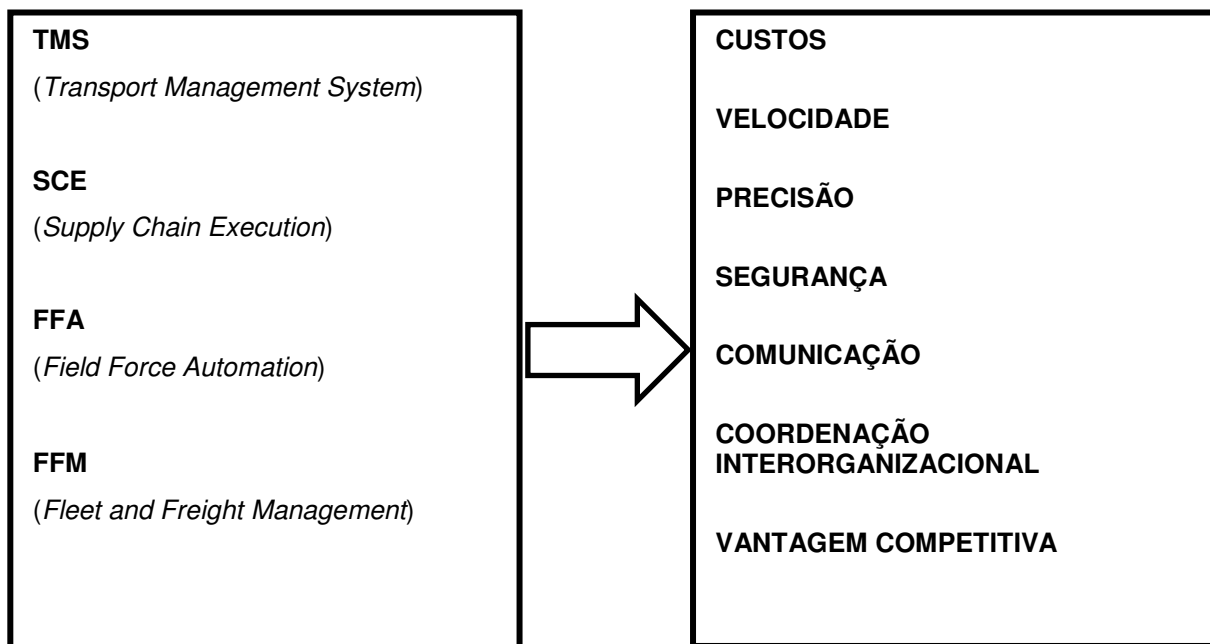 TMS
(Transport Management System)
SCE
(Supply Chain Execution)
FFA
(Field Force Automation)
FFM
(Fleet and Freight Management)
CUSTOS
VELOCIDADE
PRECISÃO
SEGURANÇA
COMUNICAÇÃO
COORDENAÇÃO
INTERORGANIZACIONAL
VANTAGEM COMPETITIVA